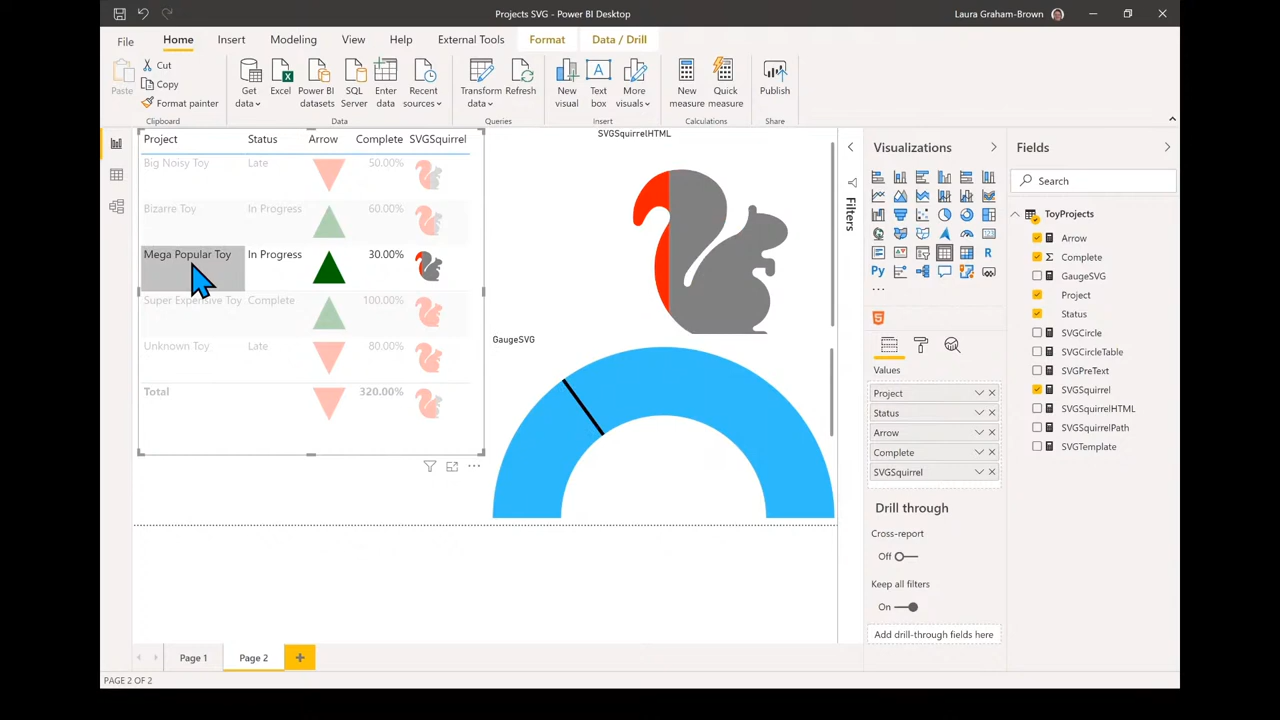 Projects SVG - Power BI Desktop
Laura Graham-Brown
File
Home
Insert
Modeling
View
Help
External Tools
Format
Data / Drill
Paste
Cut
Copy
Format painter
Clipboard
Get data
Excel
Power BI datasets
SQL Server
Enter data
Recent sources
Data
Transform data
Refresh
Queries
New visual
Text box
More visuals
Insert
New measure
Quick measure
Calculations
Publish
Share
Project Status Arrow Complete SVGSquirrel
Big Noisy Toy Late 50.00%
Bizarre Toy In Progress 60.00%
Mega Popular Toy In Progress 30.00%
Super Expensive Toy Complete 100.00%
Unknown Toy Late 80.00%
Total 320.00%
SVGSquirrelHTML
GaugeSVG
Filters
Visualizations
R
Py
5
Values
Project
Status
Arrow
Complete
SVGSquirrel
Drill through
Cross-report
Off
Keep all filters
On
Add drill-through fields here
Fields
Search
ToyProjects
Arrow
Σ Complete
GaugeSVG
Project
Status
SVGCircle
SVGCircleTable
SVGPreText
SVGSquirrel
SVGSquirrelHTML
SVGSquirrelPath
SVGTemplate
Page 1
Page 2
PAGE 2 OF 2